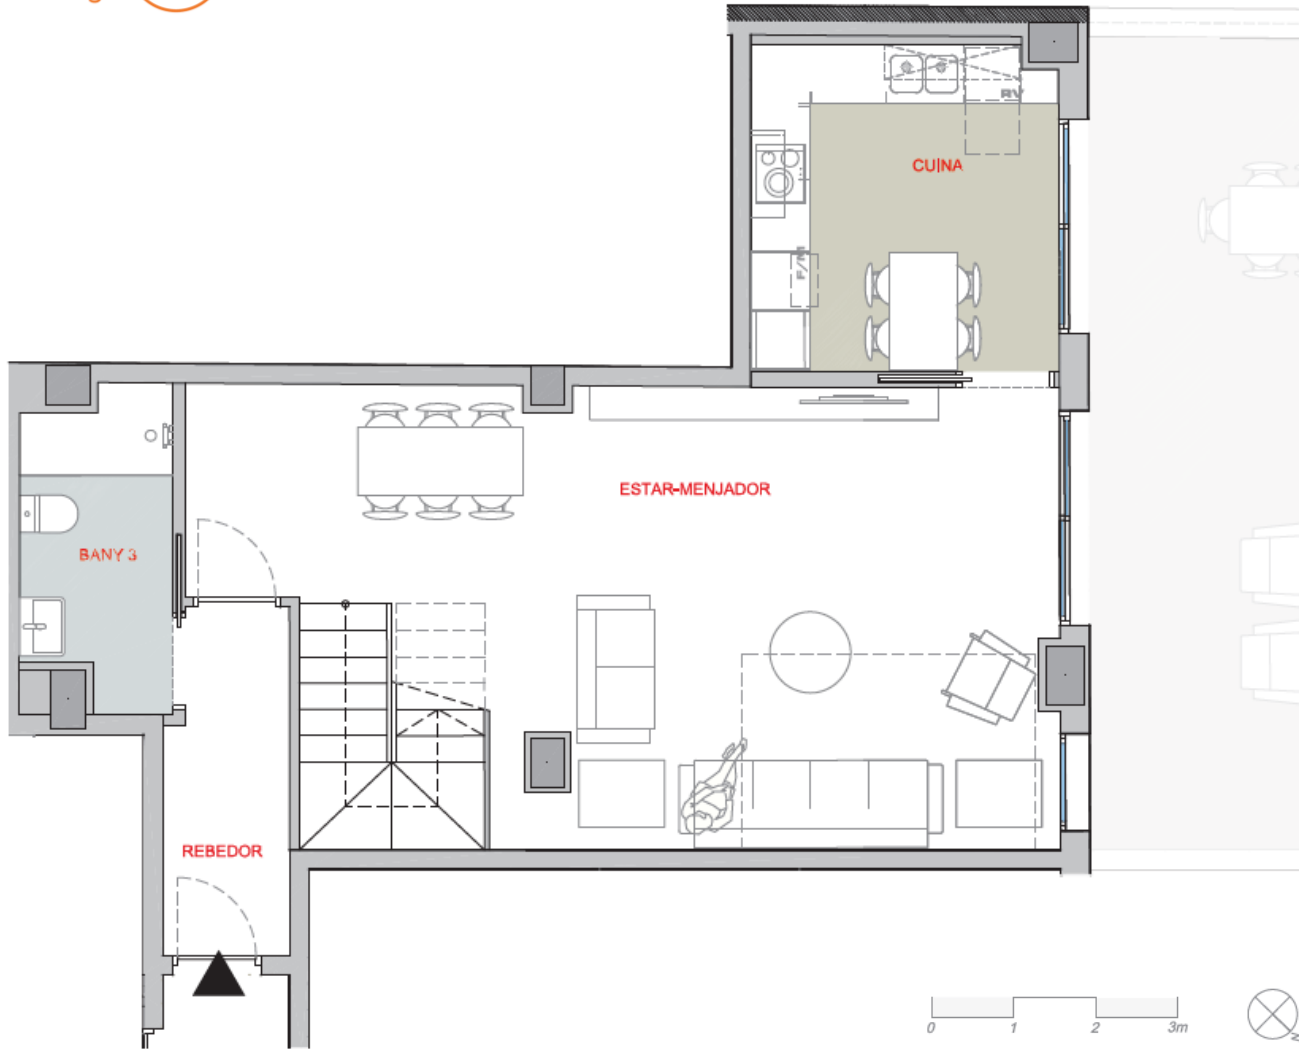 RV
CUINA
F/M
ESTAR-MENJADOR
BANY 3
REBEDOR
0 1 2 3m
N